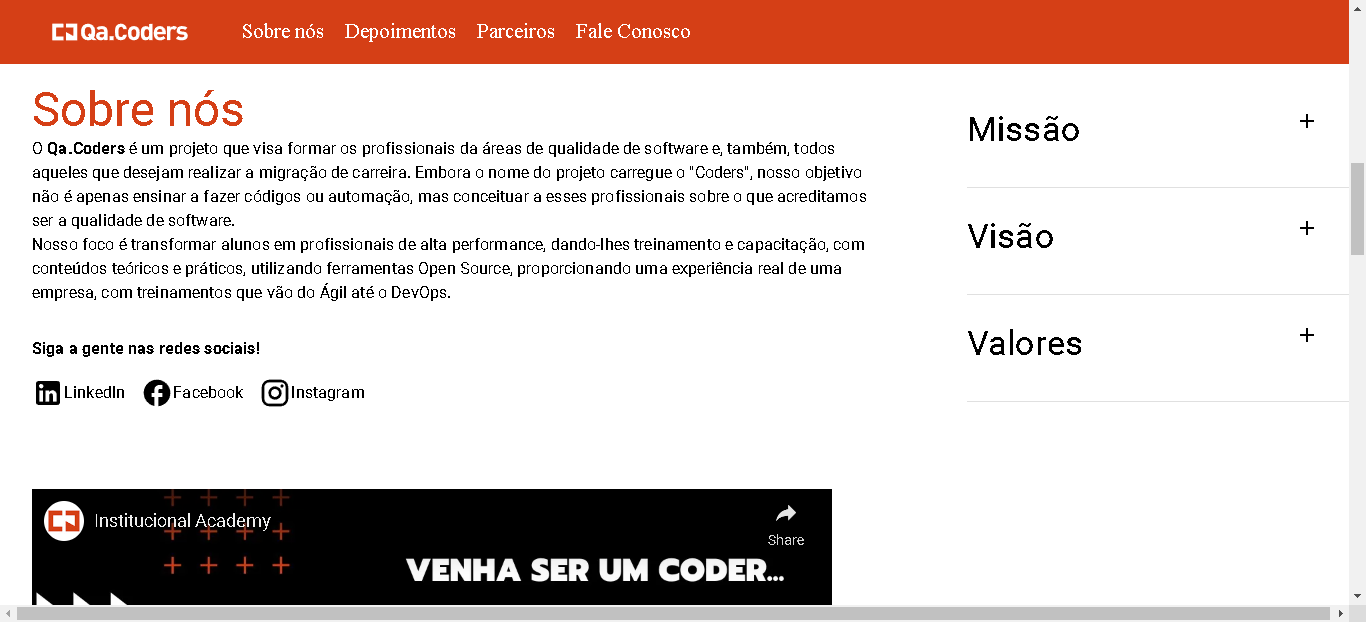 Qa.Coders
Sobre nós
Depoimentos
Parceiros
Fale Conosco
Sobre nós
O Qa.Coders é um projeto que visa formar os profissionais da áreas de qualidade de software e, também, todos
aqueles que desejam realizar a migração de carreira. Embora o nome do projeto carregue o "Coders", nosso objetivo
não é apenas ensinar a fazer códigos ou automação, mas conceituar a esses profissionais sobre o que acreditamos
ser a qualidade de software.
Nosso foco é transformar alunos em profissionais de alta performance, dando-lhes treinamento e capacitação, com
conteúdos teóricos e práticos, utilizando ferramentas Open Source, proporcionando uma experiência real de uma
empresa, com treinamentos que vão do Ágil até o DevOps.
Siga a gente nas redes sociais!
LinkedIn
Facebook
Instagram
Missão
Visão
Valores
Institucional Academy
Share
VENHA SER UM CODER...